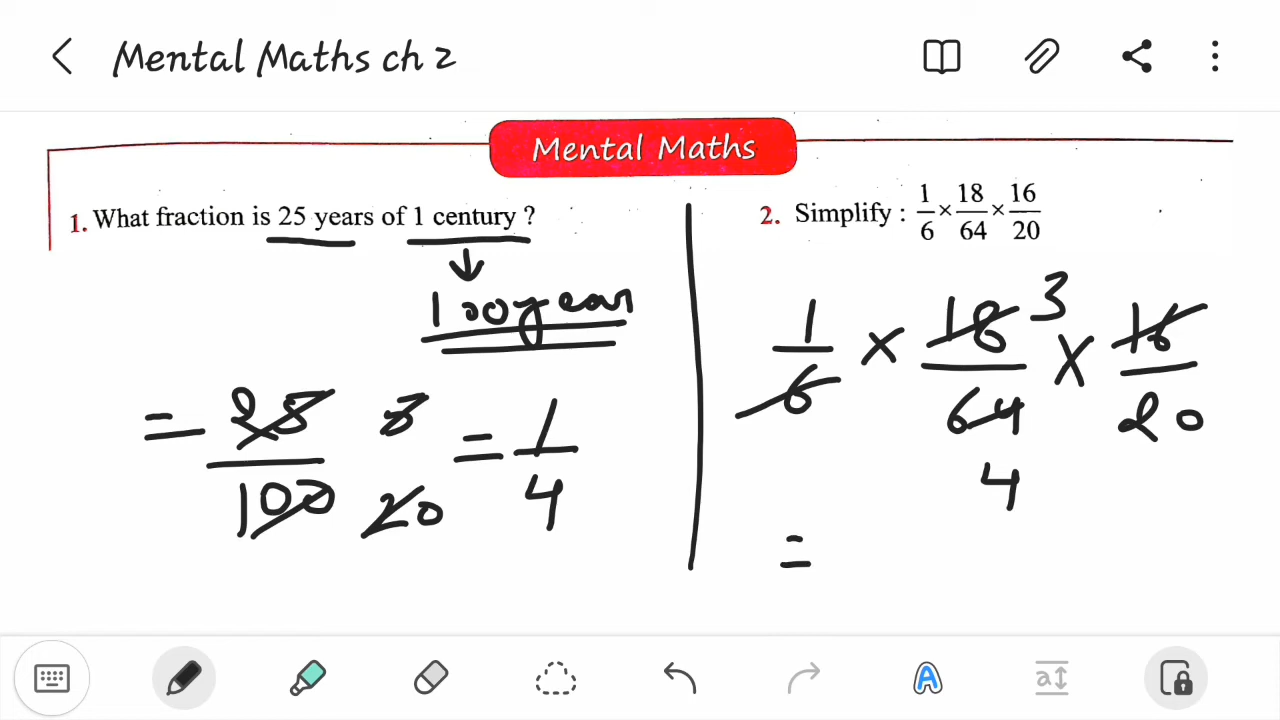 Mental Maths ch 2
Mental Maths
1. What fraction is 25 years of 1 century ?
100 years
= 25/100 5/20 = 1/4
2. Simplify : 1/6 × 18/64 × 16/20
1/6 × 18/64 3/4 × 16/20
=
A
a